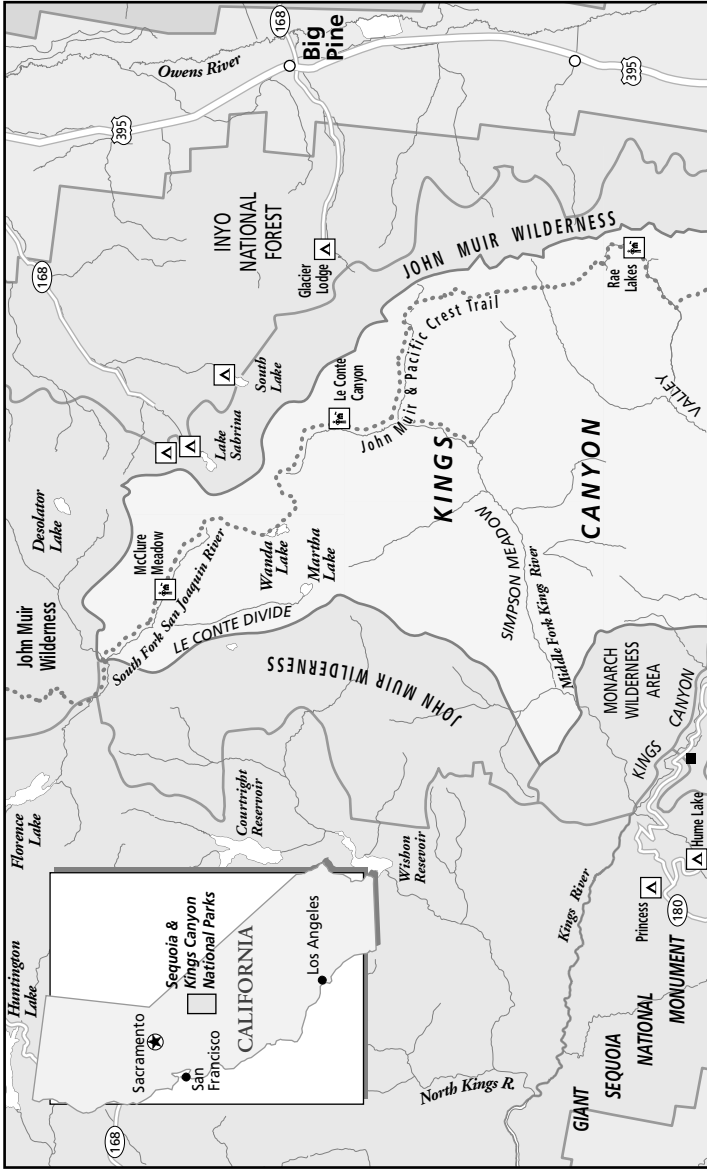 Huntington
Lake
Florence
Lake
John Muir
Wilderness
Desolator
Lake
168
395
Owens River
168
Big
Pine
395
INYO
NATIONAL
FOREST
Glacier
Lodge
JOHN MUIR WILDERNESS
South
Lake
Lake
Sabrina
McClure
Meadow
South Fork San Joaquin River
LE CONTE DIVIDE
Wanda
Lake
Martha
Lake
Le Conte
Canyon
John Muir & Pacific Crest Trail
Rae
Lakes
VALLEY
KINGS
CANYON
SIMPSON MEADOW
Middle Fork Kings River
JOHN MUIR WILDERNESS
MONARCH
WILDERNESS
AREA
KINGS CANYON
Courtright
Reservoir
Wishon
Resevoir
Sacramento
San
Francisco
Sequoia &
Kings Canyon
National Parks
CALIFORNIA
Los Angeles
168
North Kings R.
Kings River
Princess
Hume Lake
180
GIANT
SEQUOIA
NATIONAL
MONUMENT